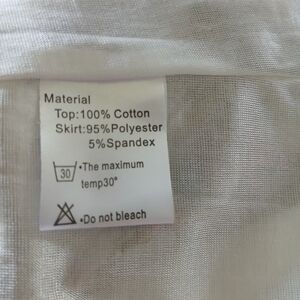 Material
Top:100% Cotton
Skirt:95%Polyester
5%Spandex
30 •The maximum
temp30°
•Do not bleach